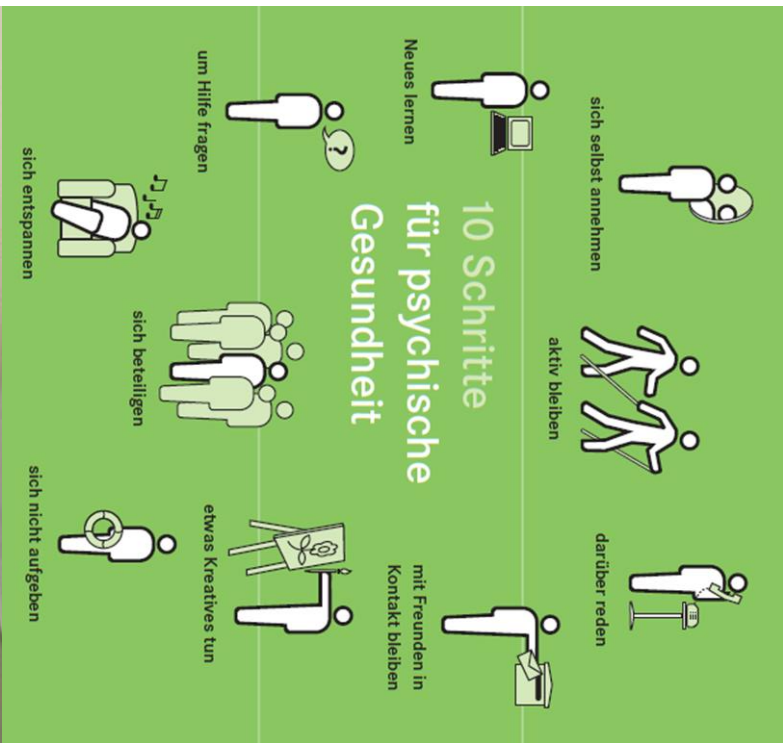 sich selbst annehmen
aktiv bleiben
darüber reden
Neues lernen
10 Schritte
für psychische
Gesundheit
mit Freunden in
Kontakt bleiben
um Hilfe fragen
?
sich beteiligen
etwas Kreatives tun
sich entspannen
sich nicht aufgeben